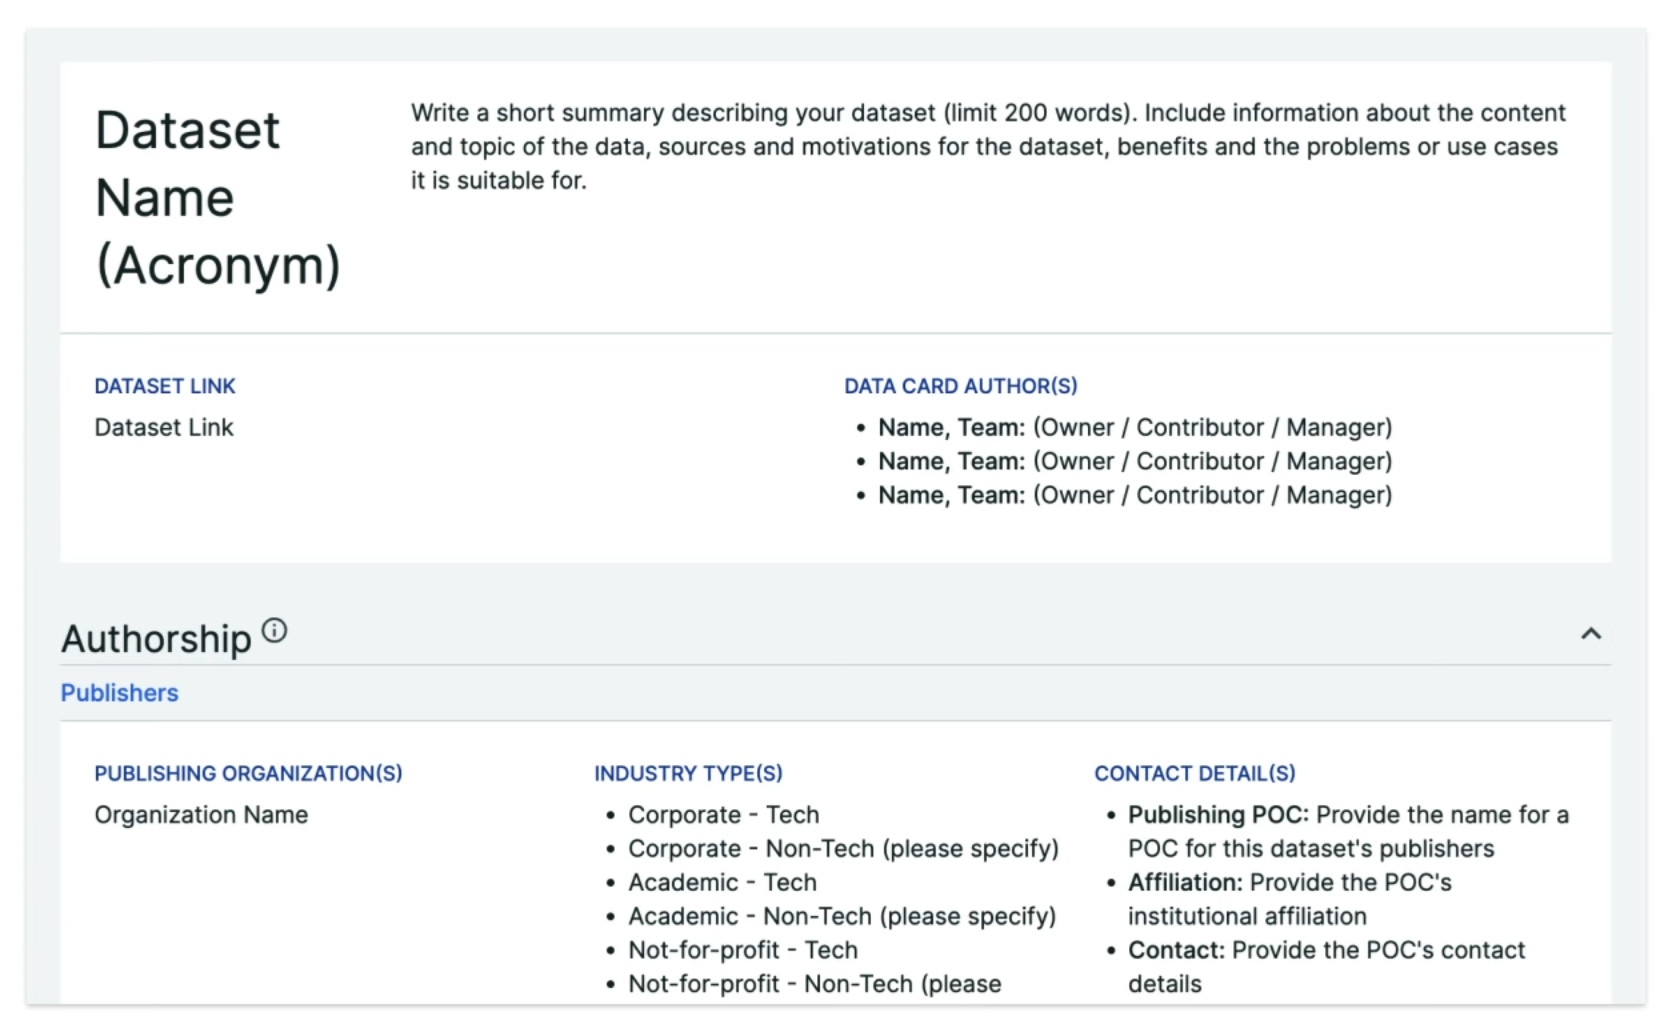 Dataset
Name
(Acronym)
Write a short summary describing your dataset (limit 200 words). Include information about the content
and topic of the data, sources and motivations for the dataset, benefits and the problems or use cases
it is suitable for.
DATASET LINK
Dataset Link
DATA CARD AUTHOR(S)
• Name, Team: (Owner / Contributor / Manager)
• Name, Team: (Owner / Contributor / Manager)
• Name, Team: (Owner / Contributor / Manager)
Authorship
Publishers
PUBLISHING ORGANIZATION(S)
Organization Name
INDUSTRY TYPE(S)
• Corporate - Tech
• Corporate - Non-Tech (please specify)
• Academic - Tech
• Academic - Non-Tech (please specify)
• Not-for-profit - Tech
• Not-for-profit - Non-Tech (please
CONTACT DETAIL(S)
• Publishing POC: Provide the name for a
POC for this dataset's publishers
• Affiliation: Provide the POC's
institutional affiliation
• Contact: Provide the POC's contact
details